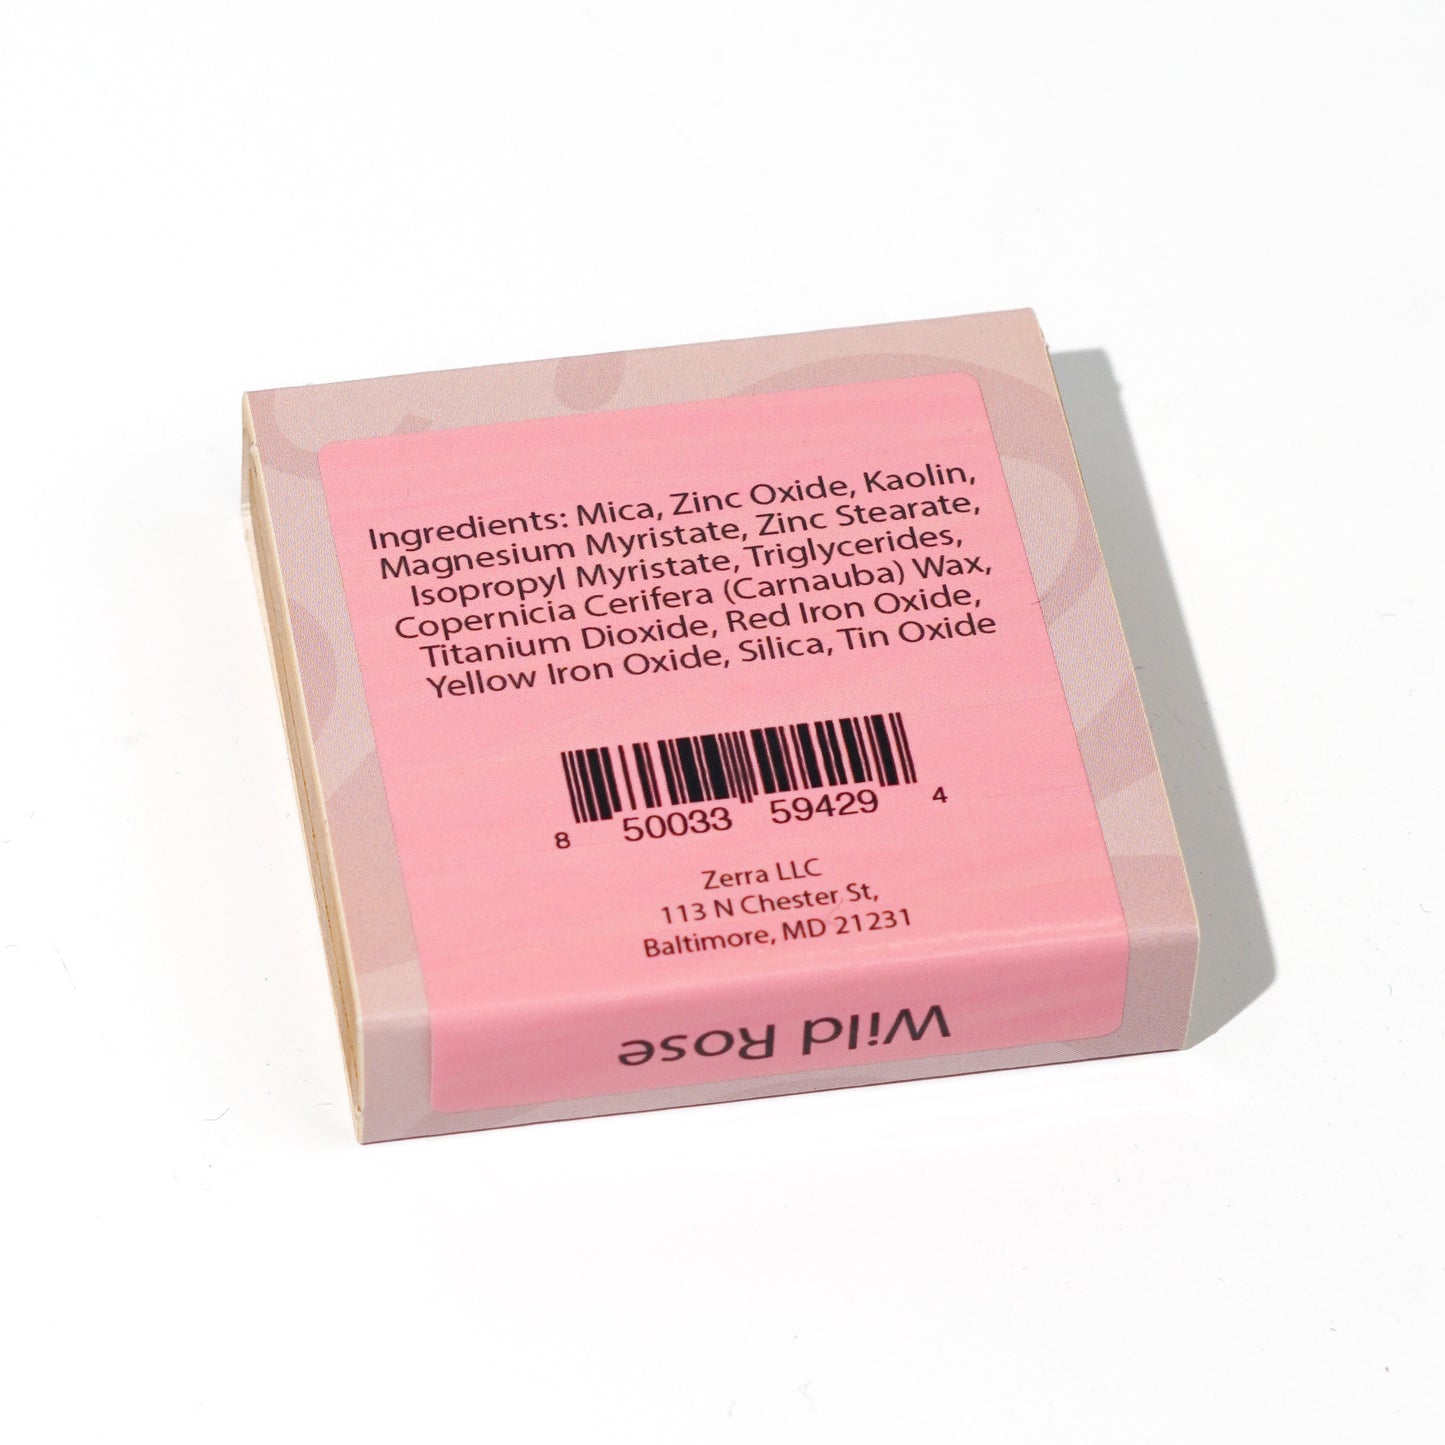 Ingredients: Mica, Zinc Oxide, Kaolin,
Magnesium Myristate, Zinc Stearate,
Isopropyl Myristate, Triglycerides,
Copernicia Cerifera (Carnauba) Wax,
Titanium Dioxide, Red Iron Oxide,
Yellow Iron Oxide, Silica, Tin Oxide
8 50033 59429 4
Zerra LLC
113 N Chester St,
Baltimore, MD 21231
Wild Rose